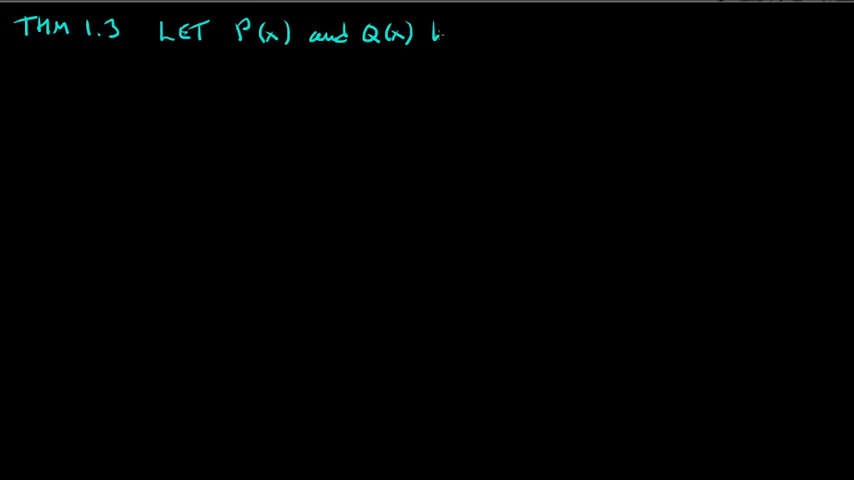 THM 1.3 LET P(x) and Q(x)